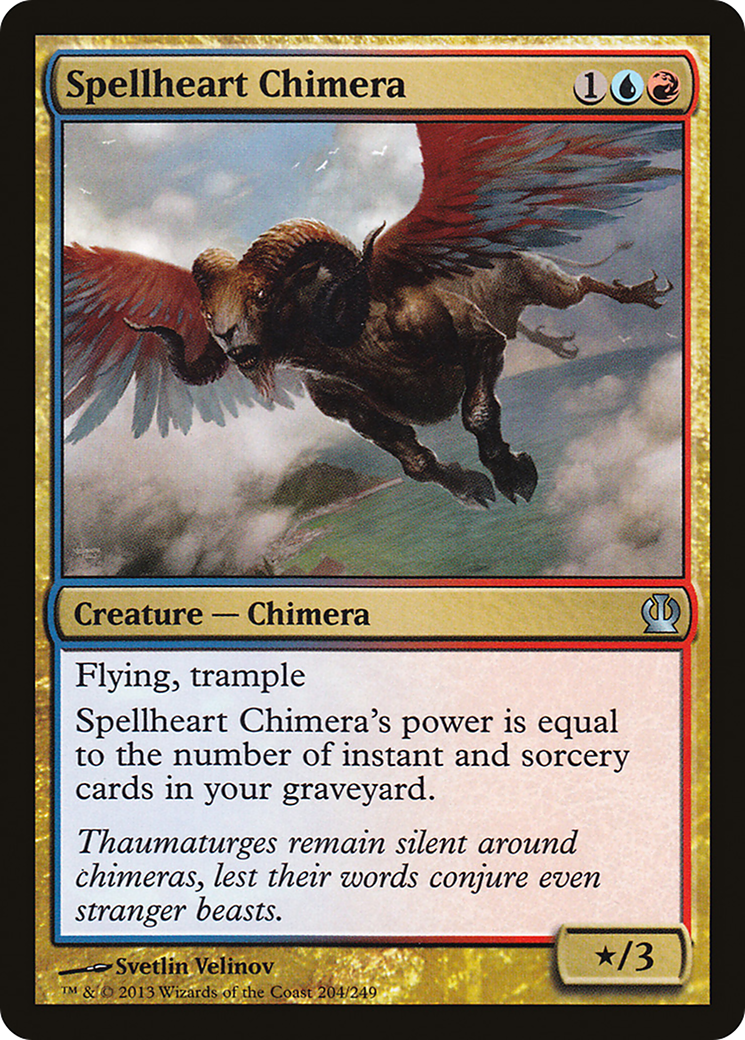 Spellheart Chimera
1
Creature — Chimera
Flying, trample
Spellheart Chimera's power is equal
to the number of instant and sorcery
cards in your graveyard.
Thaumaturges remain silent around
chimeras, lest their words conjure even
stranger beasts.
★/3
Svetlin Velinov
™ & © 2013 Wizards of the Coast 204/249